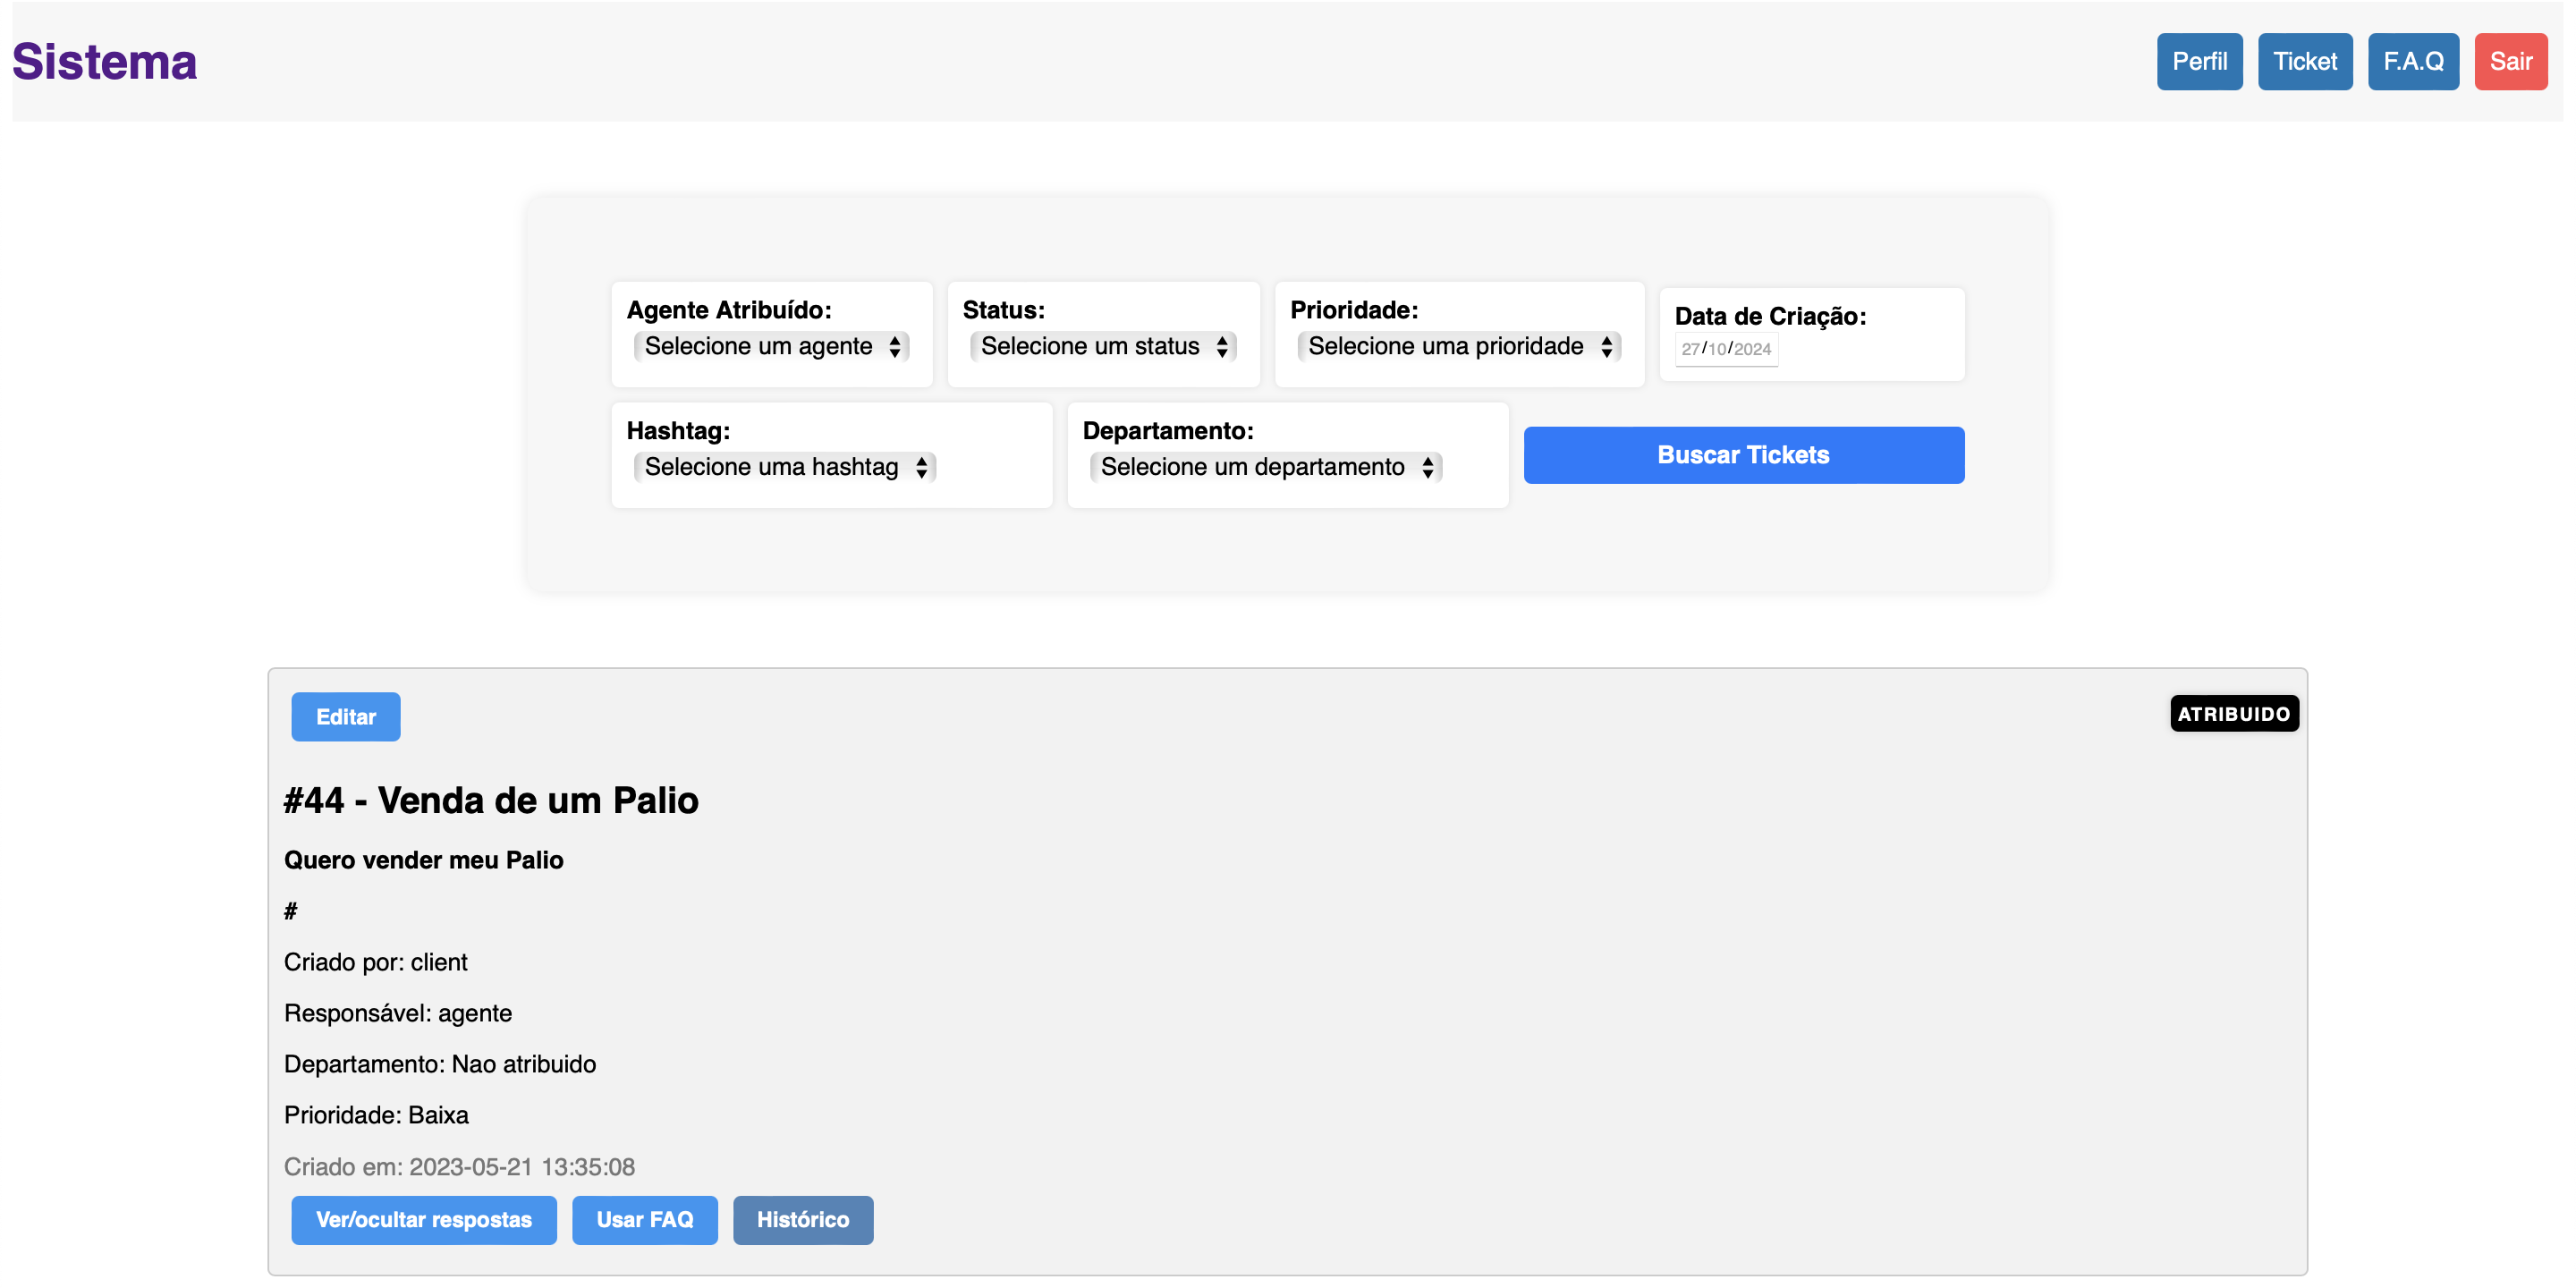 Sistema
Perfil Ticket F.A.Q Sair
Agente Atribuído: Status: Prioridade: Data de Criação:
Selecione um agente Selecione um status Selecione uma prioridade 27/10/2024
Hashtag: Departamento:
Selecione uma hashtag Selecione um departamento Buscar Tickets
Editar ATRIBUIDO
#44 - Venda de um Palio
Quero vender meu Palio
#
Criado por: client
Responsável: agente
Departamento: Nao atribuido
Prioridade: Baixa
Criado em: 2023-05-21 13:35:08
Ver/ocultar respostas Usar FAQ Histórico